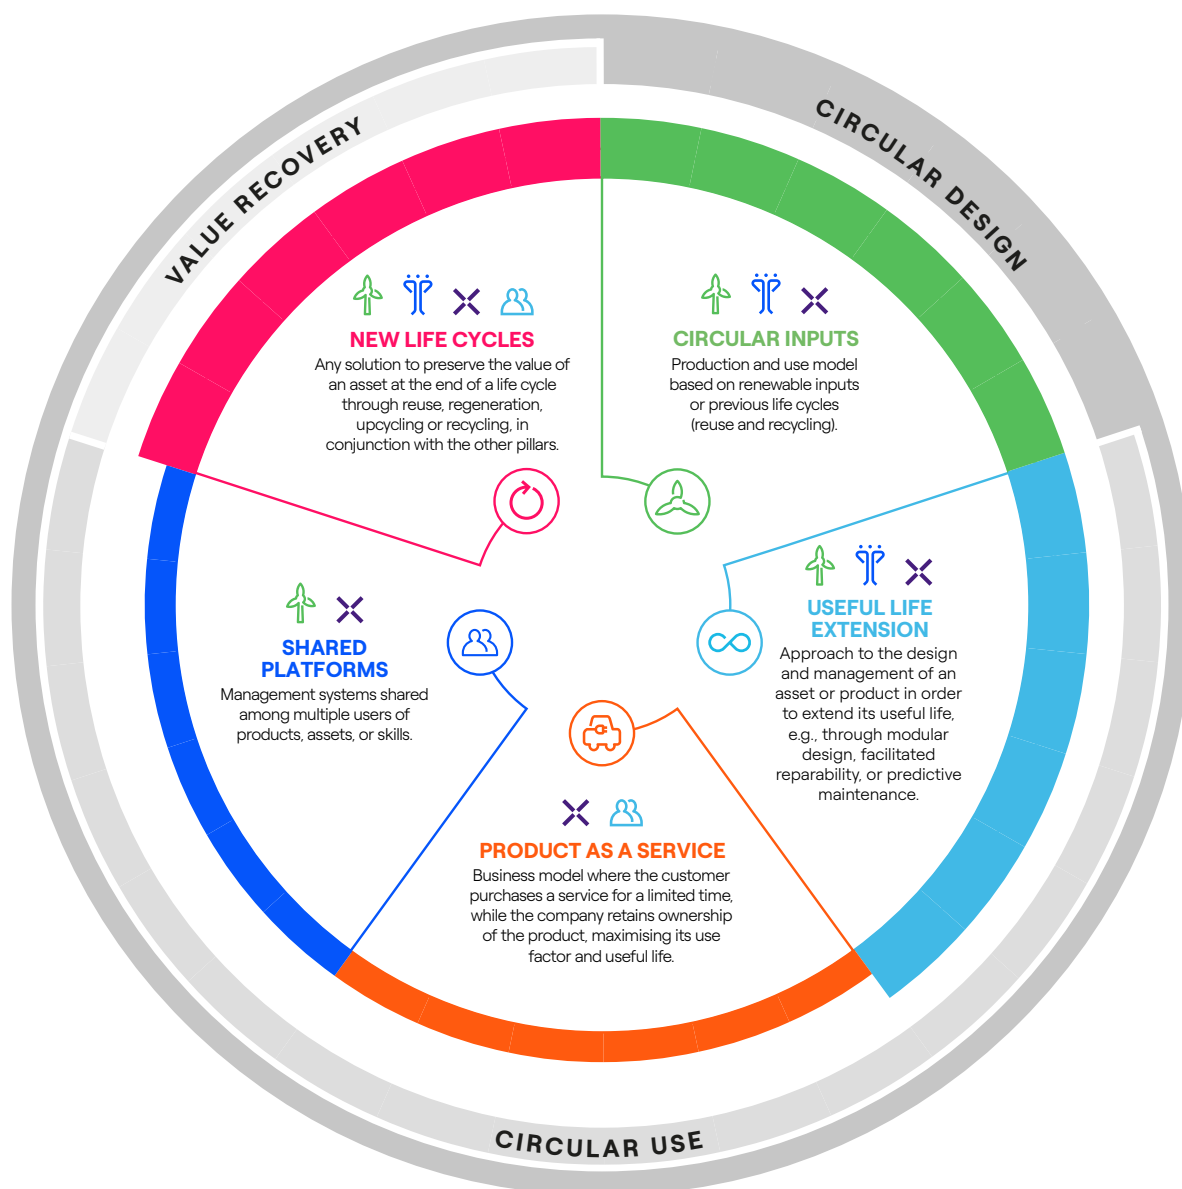 VALUE RECOVERY
CIRCULAR DESIGN
NEW LIFE CYCLES
Any solution to preserve the value of
an asset at the end of a life cycle
through reuse, regeneration,
upcycling or recycling, in
conjunction with the other pillars.
CIRCULAR INPUTS
Production and use model
based on renewable inputs
or previous life cycles
(reuse and recycling).
USEFUL LIFE
EXTENSION
Approach to the design
and management of an
asset or product in order
to extend its useful life,
e.g., through modular
design, facilitated
reparability, or predictive
maintenance.
SHARED
PLATFORMS
Management systems shared
among multiple users of
products, assets, or skills.
PRODUCT AS A SERVICE
Business model where the customer
purchases a service for a limited time,
while the company retains ownership
of the product, maximising its use
factor and useful life.
CIRCULAR USE